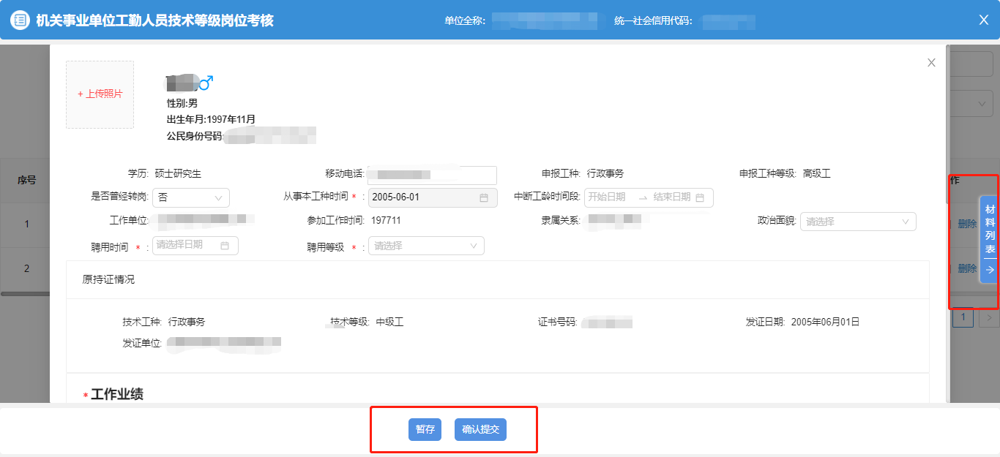 机关事业单位工勤人员技术等级岗位考核
单位全称:
统一社会信用代码:
+ 上传照片
性别:男
出生年月:1997年11月
公民身份号码:
学历: 硕士研究生
移动电话:
申报工种: 行政事务
申报工种等级: 高级工
是否曾经转岗: 否
从事本工种时间 * : 2005-06-01
中断工龄时间段: 开始日期 → 结束日期
工作单位:
参加工作时间: 197711
隶属关系:
政治面貌: 请选择
聘用时间 * : 请选择日期
聘用等级 * : 请选择
原持证情况
技术工种: 行政事务
技术等级: 中级工
证书号码:
发证日期: 2005年06月01日
发证单位:
* 工作业绩
序号
1
2
作
删除
删除
材料列表
1
暂存
确认提交